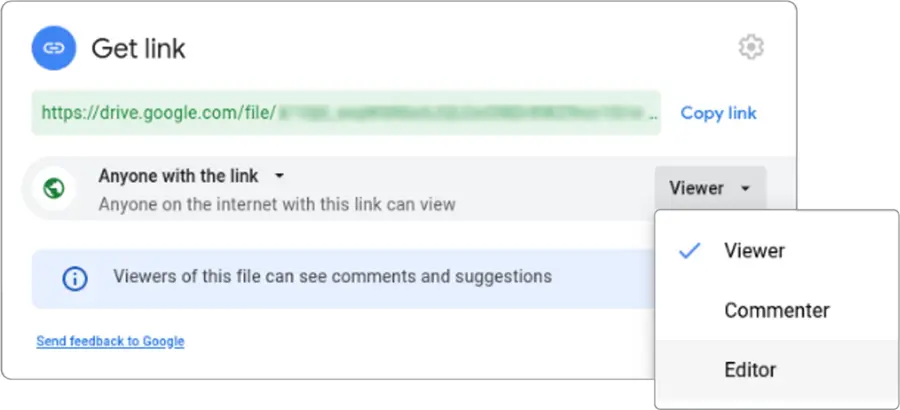 Get link
https://drive.google.com/file/ ..
Copy link
Anyone with the link
Anyone on the internet with this link can view
Viewer
Viewers of this file can see comments and suggestions
Send feedback to Google
Viewer
Commenter
Editor